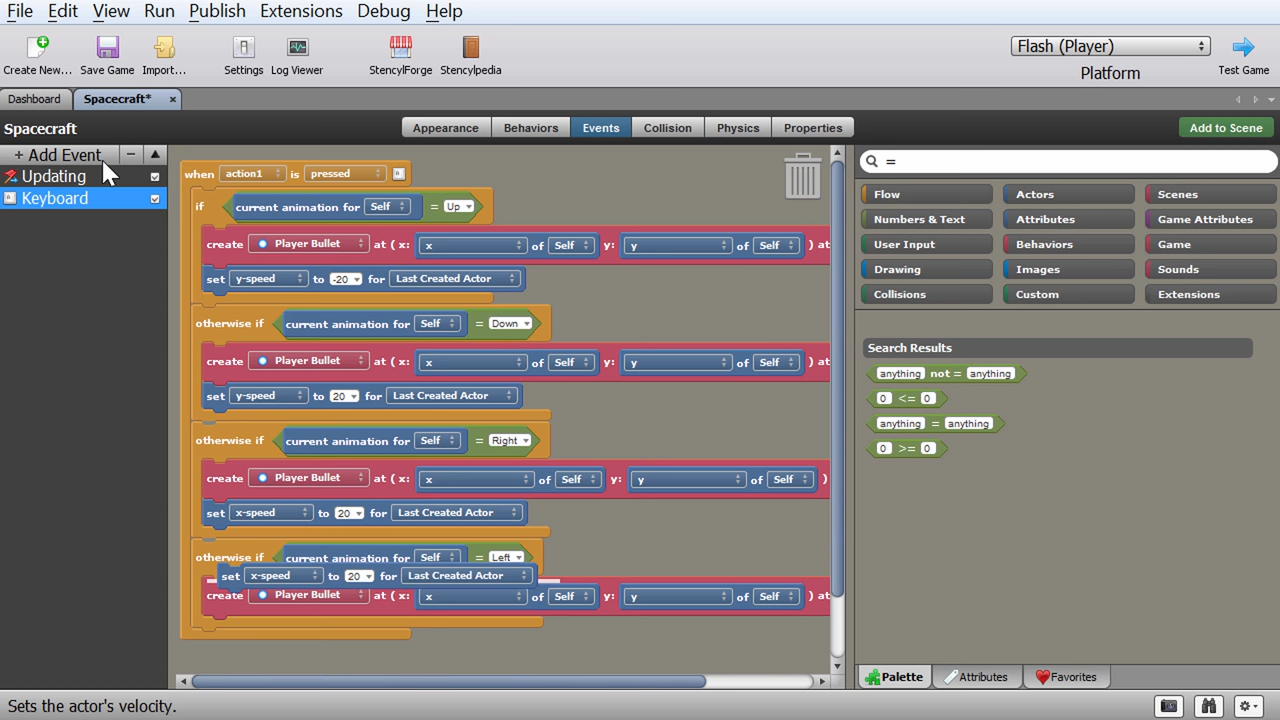 File Edit View Run Publish Extensions Debug Help
Create New... Save Game Import... Settings Log Viewer StencylForge Stencylpedia Flash (Player) Platform Test Game
Dashboard Spacecraft*
Spacecraft Appearance Behaviors Events Collision Physics Properties Add to Scene
+ Add Event
Updating
Keyboard
when action1 is pressed
if current animation for Self = Up
create Player Bullet at ( x: x of Self y: y of Self ) at
set y-speed to -20 for Last Created Actor
otherwise if current animation for Self = Down
create Player Bullet at ( x: x of Self y: y of Self ) at
set y-speed to 20 for Last Created Actor
otherwise if current animation for Self = Right
create Player Bullet at ( x: x of Self y: y of Self )
set x-speed to 20 for Last Created Actor
otherwise if current animation for Self = Left
set x-speed to 20 for Last Created Actor
create Player Bullet at ( x: x of Self y: y of Self ) at
=
Flow Actors Scenes
Numbers & Text Attributes Game Attributes
User Input Behaviors Game
Drawing Images Sounds
Collisions Custom Extensions
Search Results
anything not = anything
0 <= 0
anything = anything
0 >= 0
Palette Attributes Favorites
Sets the actor's velocity.